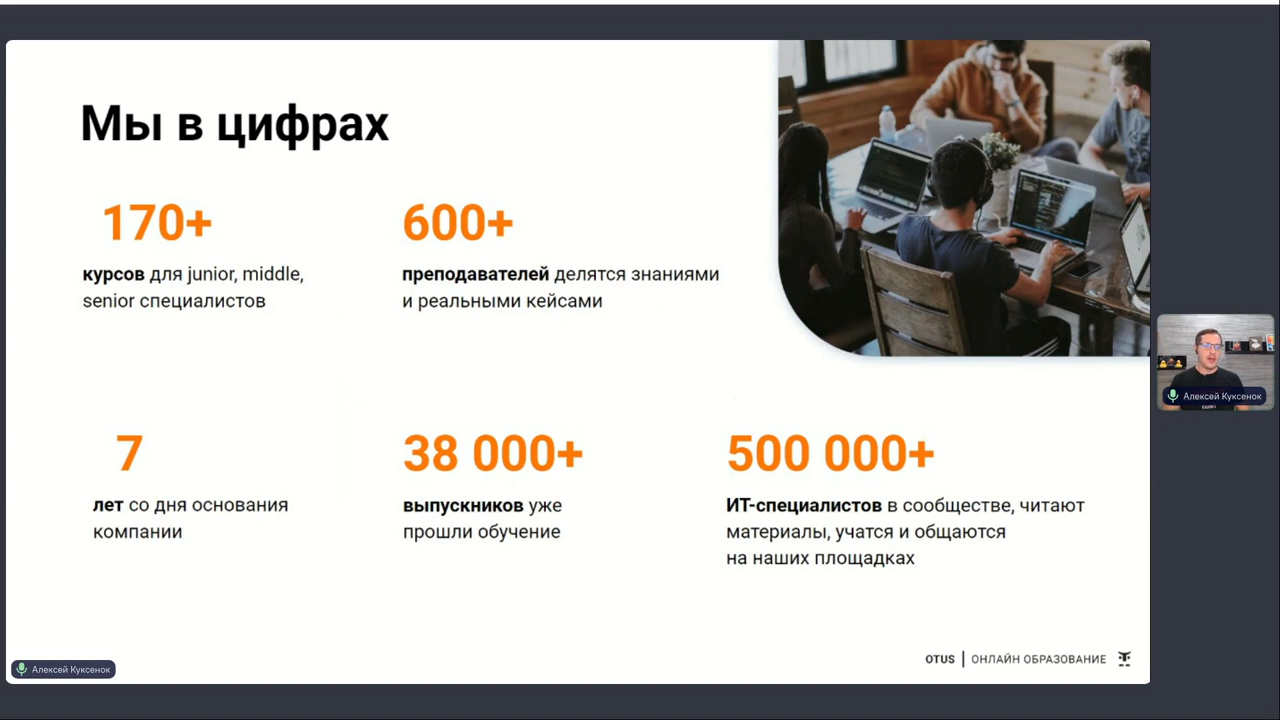 Мы в цифрах
170+
курсов для junior, middle,
senior специалистов
600+
преподавателей делятся знаниями
и реальными кейсами
7
лет со дня основания
компании
38 000+
выпускников уже
прошли обучение
500 000+
ИТ-специалистов в сообществе, читают
материалы, учатся и общаются
на наших площадках
OTUS | ОНЛАЙН ОБРАЗОВАНИЕ
Алексей Куксенок
Алексей Куксенок